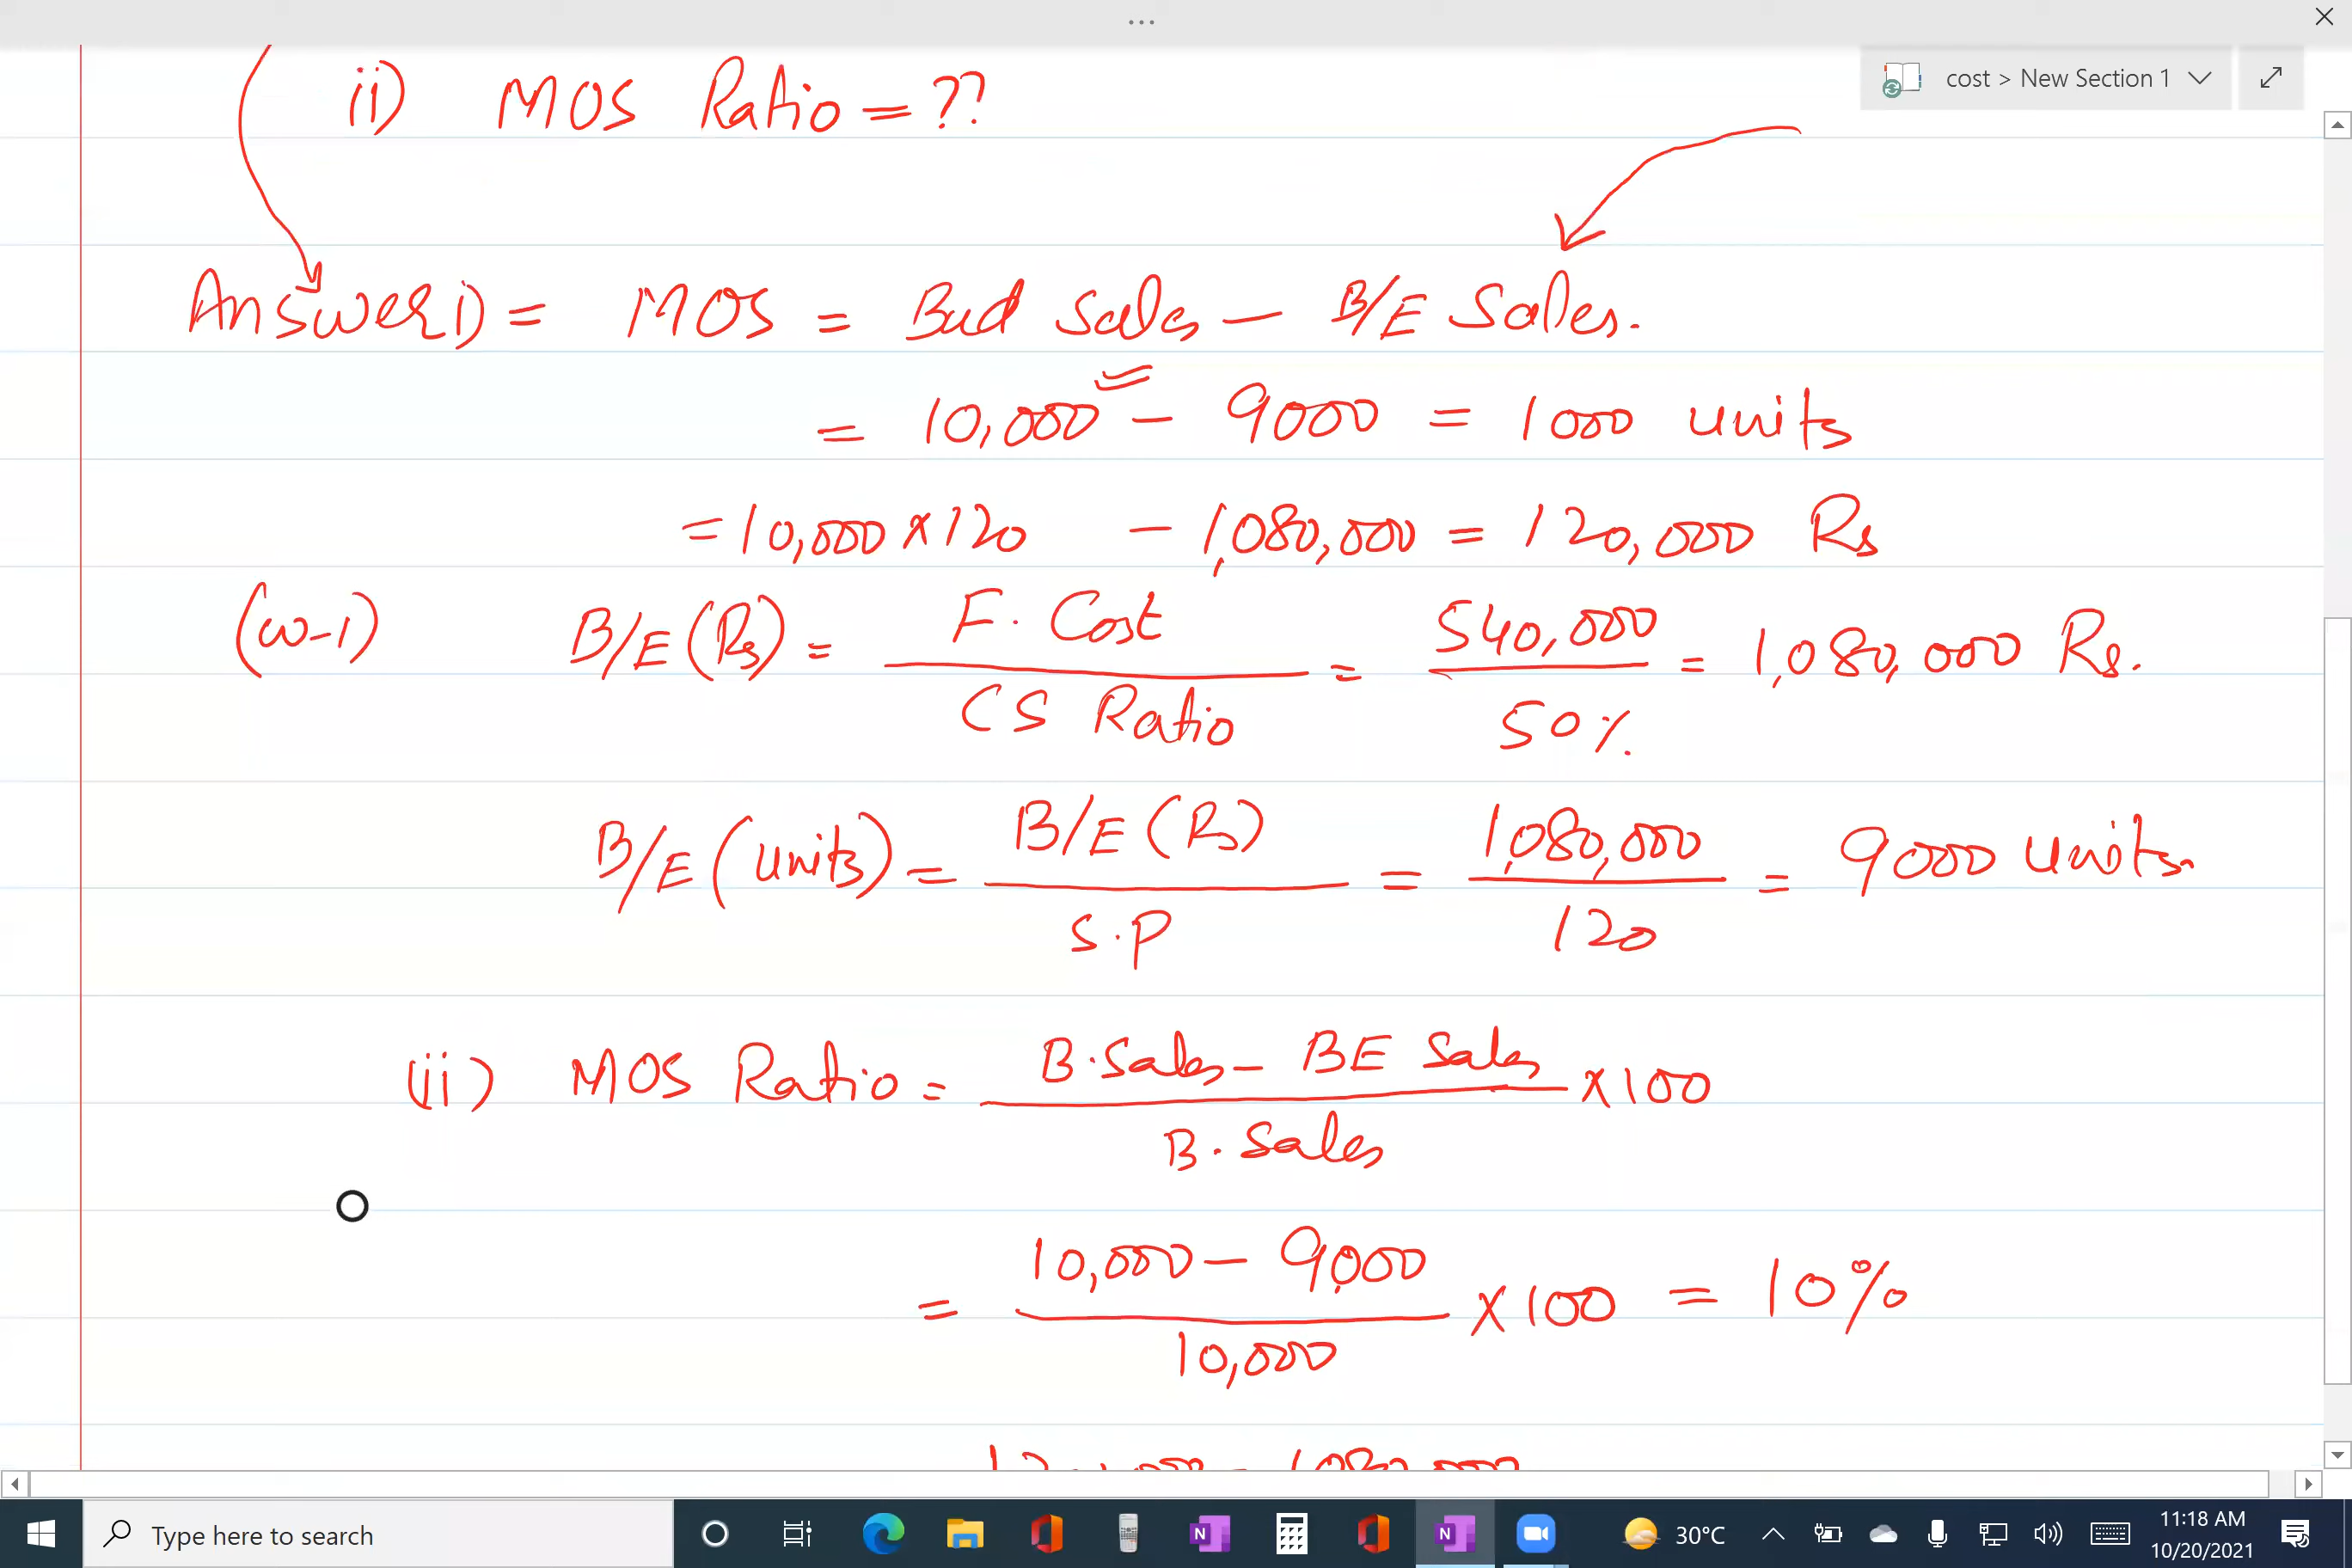 cost > New Section 1
ii) MOS Ratio = ??
Answer i) = MOS = Bud Sales - B/E Sales.
= 10,000 - 9000 = 1000 units
= 10,000 x 120 - 1,080,000 = 120,000 Rs
(w-1) B/E (Rs) = F. Cost / CS Ratio = 540,000 / 50% = 1,080,000 Rs.
B/E (units) = B/E (Rs) / S.P = 1,080,000 / 120 = 9000 units.
(ii) MOS Ratio = B. Sales - BE Sales / B. Sales x 100
= 10,000 - 9,000 / 10,000 x 100 = 10%
Type here to search
30°C
11:18 AM
10/20/2021